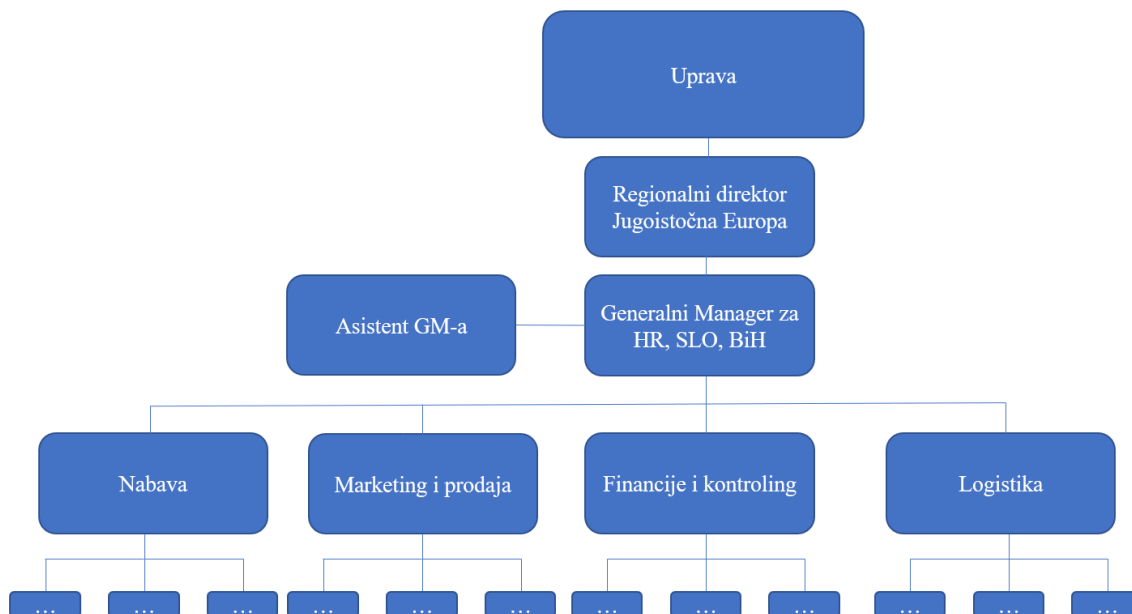 Uprava
Regionalni direktor
Jugoistočna Europa
Asistent GM-a
Generalni Manager za
HR, SLO, BiH
Nabava
Marketing i prodaja
Financije i kontroling
Logistika
... ... ... ... ... ... ... ... ... ... ... ...